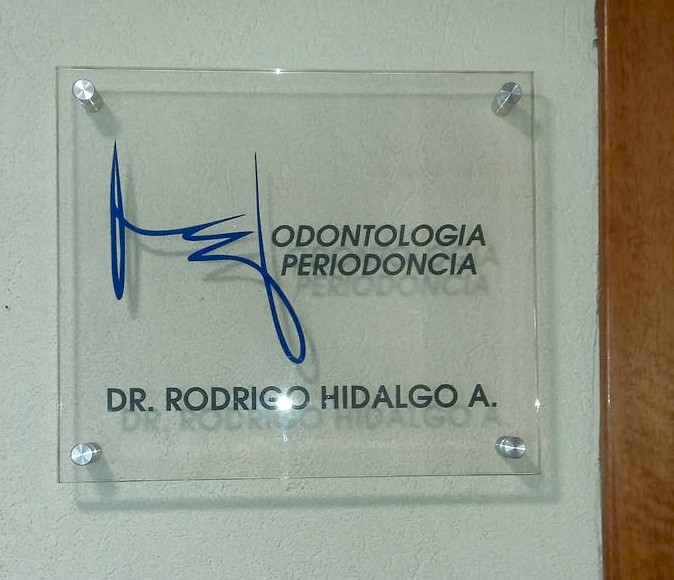 ODONTOLOGIA
PERIODONCIA
DR. RODRIGO HIDALGO A.